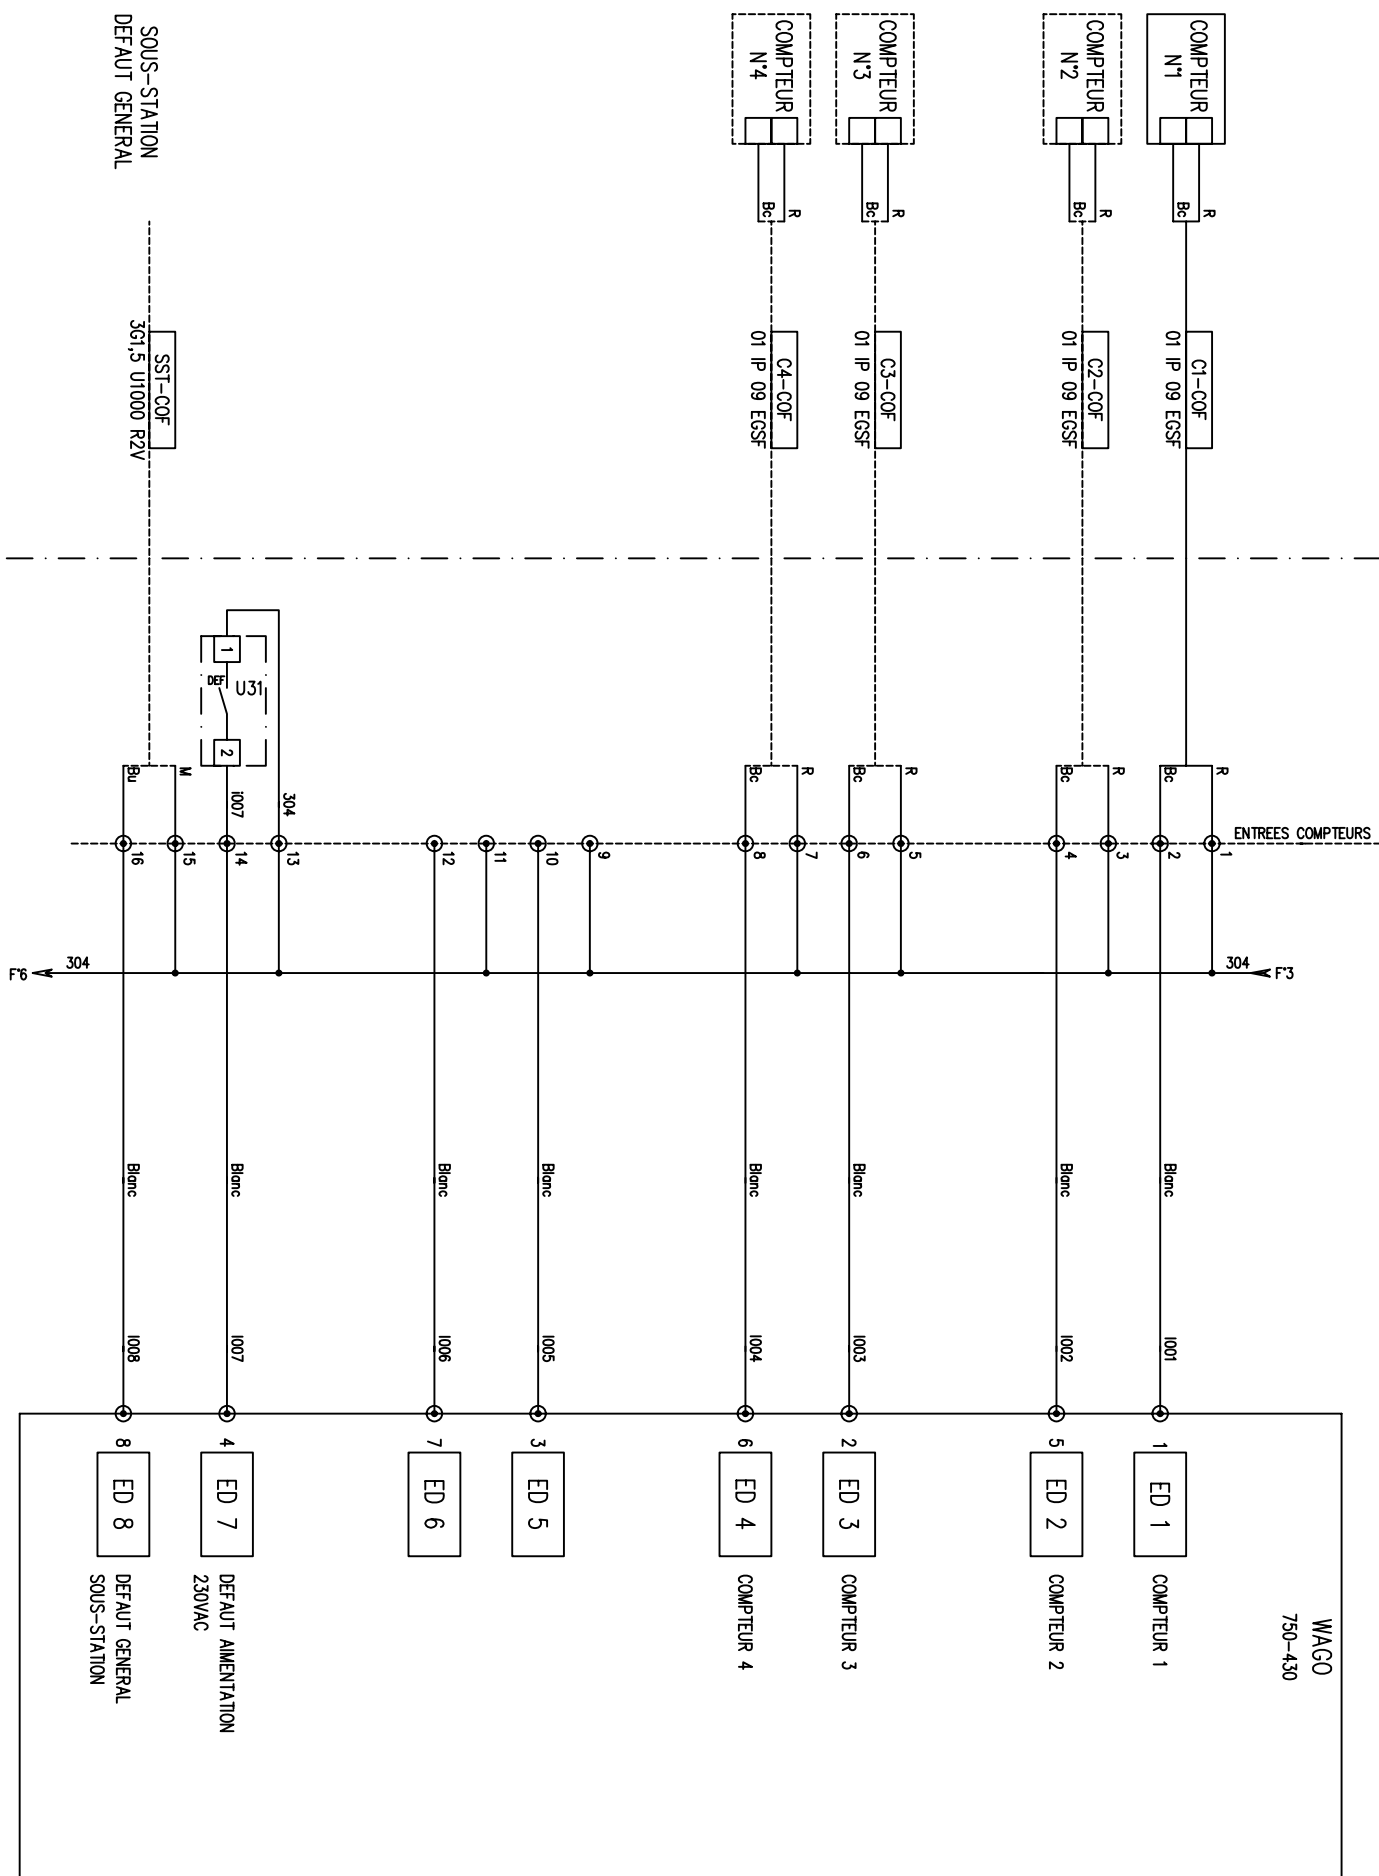 COMPTEUR
N°1
COMPTEUR
N°2
COMPTEUR
N°3
COMPTEUR
N°4
SOUS-STATION
DEFAUT GENERAL
R
Bc
R
Bc
R
Bc
R
Bc
C1-COF
01 IP 09 EGSF
C2-COF
01 IP 09 EGSF
C3-COF
01 IP 09 EGSF
C4-COF
01 IP 09 EGSF
SST-COF
3G1,5 U1000 R2V
1
DEF
U31
2
R
Bc
R
Bc
R
Bc
R
Bc
304
I007
M
Bu
ENTREES COMPTEURS
1
2
3
4
5
6
7
8
9
10
11
12
13
14
15
16
F°3
304
304
F°6
Blanc
Blanc
Blanc
Blanc
Blanc
Blanc
Blanc
Blanc
I001
I002
I003
I004
I005
I006
I007
I008
1
5
2
6
3
7
4
8
ED 1
ED 2
ED 3
ED 4
ED 5
ED 6
ED 7
ED 8
COMPTEUR 1
COMPTEUR 2
COMPTEUR 3
COMPTEUR 4
DEFAUT AIMENTATION
230VAC
DEFAUT GENERAL
SOUS-STATION
WAGO
750-430